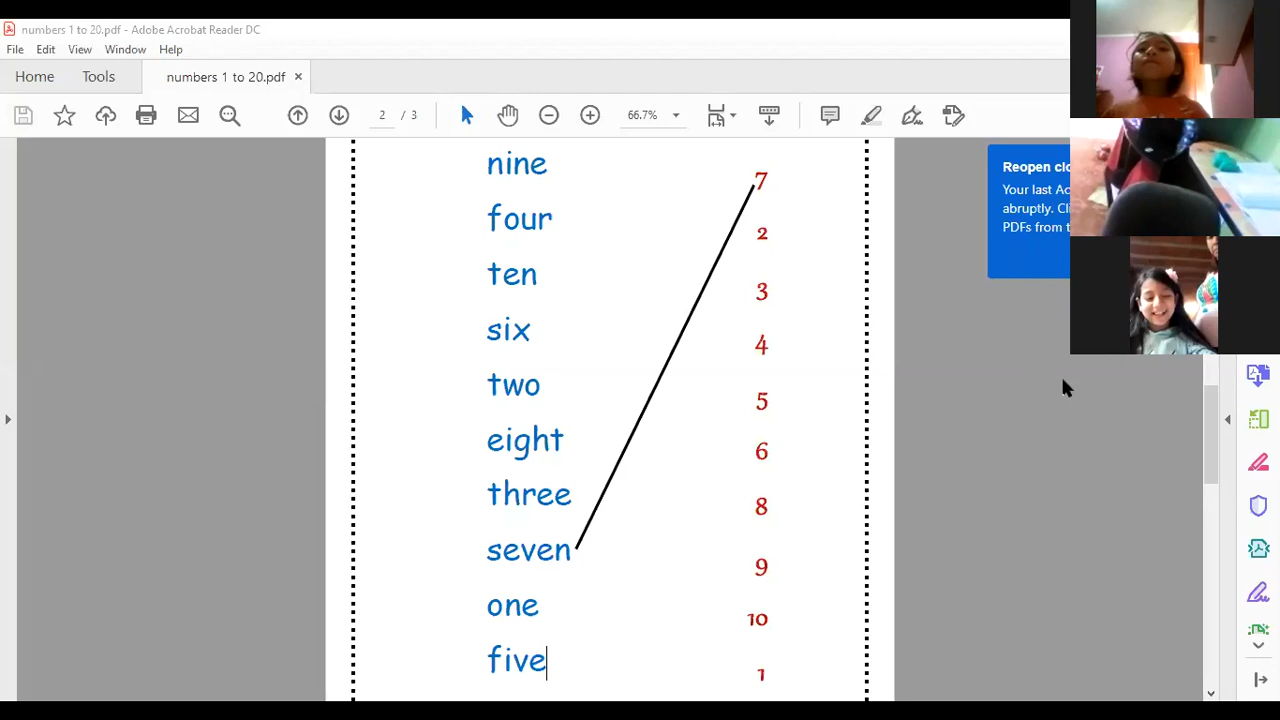 numbers 1 to 20.pdf - Adobe Acrobat Reader DC
File Edit View Window Help
Home Tools numbers 1 to 20.pdf ×
2 / 3 66.7%
nine 7
four 2
ten 3
six 4
two 5
eight 6
three 8
seven 9
one 10
five 1
Reopen clo
Your last Ac
abruptly. Cli
PDFs from t